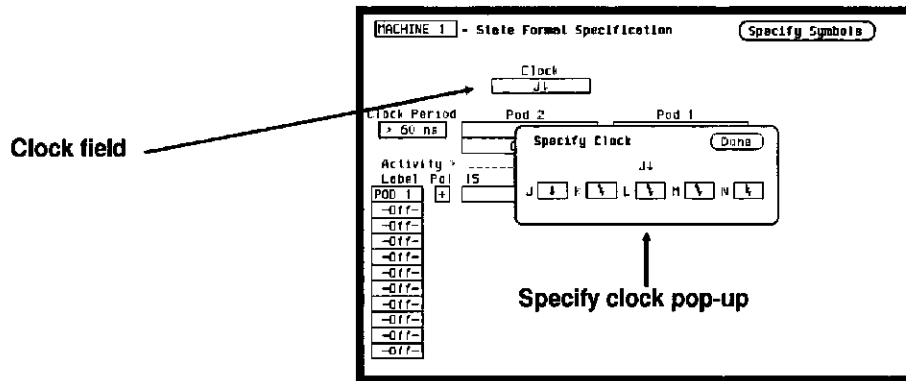 MACHINE 1 - State Format Specification Specify Symbols
Clock
J↓
Clock Period Pod 2 Pod 1
> 60 ns
Clock field
Specify Clock Done
J↓
Activity >
Label Pol 15
J ↓ K L M N
POD 1 +
-Off-
-Off-
-Off-
-Off-
-Off-
-Off-
-Off-
-Off-
-Off-
-Off-
Specify clock pop-up